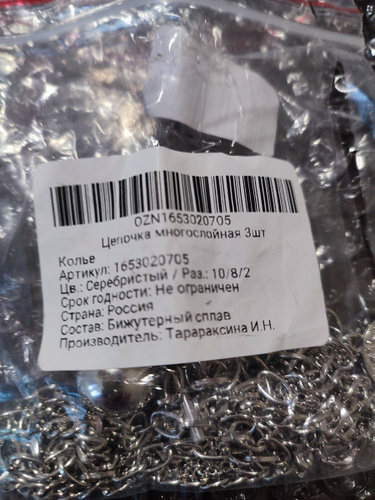 OZN1653020705
Цепочка многослойная 3шт
Колье
Артикул: 1653020705
Цв.: Серебристый / Раз.: 10/8/2
Срок годности: Не ограничен
Страна: Россия
Состав: Бижутерный сплав
Производитель: Тарараксина И.Н.